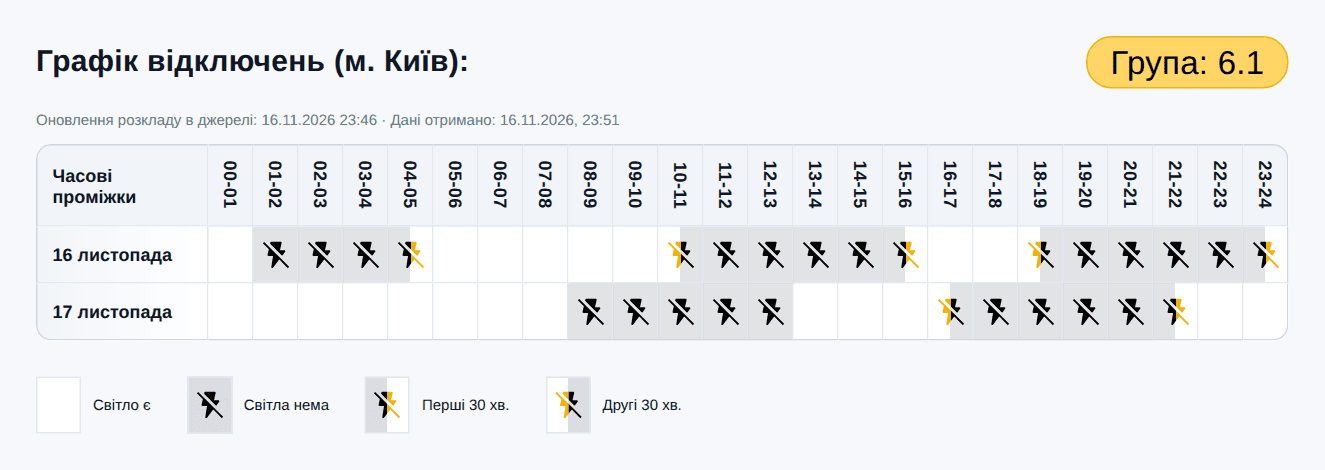 Графік відключень (м. Київ):
Група: 6.1
Оновлення розкладу в джерелі: 16.11.2026 23:46 · Дані отримано: 16.11.2026, 23:51
Часові
проміжки
00-01 01-02 02-03 03-04 04-05 05-06 06-07 07-08 08-09 09-10 10-11 11-12 12-13 13-14 14-15 15-16 16-17 17-18 18-19 19-20 20-21 21-22 22-23 23-24
16 листопада
17 листопада
Світло є Світла нема Перші 30 хв. Другі 30 хв.